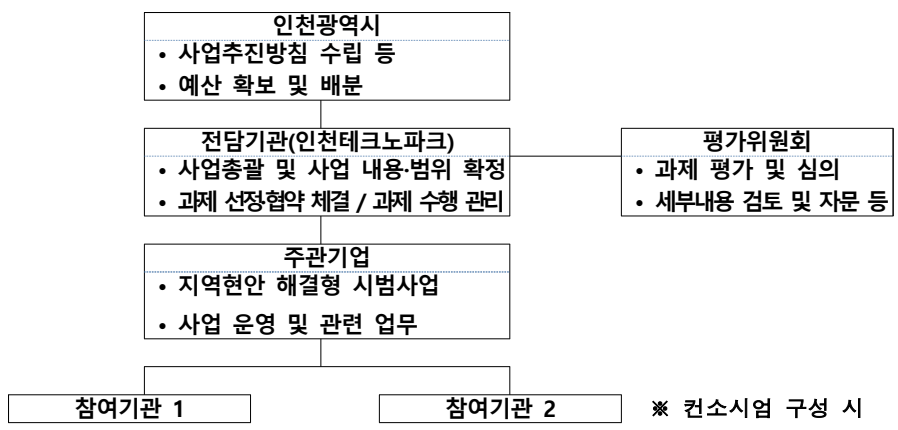 인천광역시
• 사업추진방침 수립 등
• 예산 확보 및 배분
전담기관(인천테크노파크)
• 사업총괄 및 사업 내용·범위 확정
• 과제 선정·협약 체결 / 과제 수행 관리
평가위원회
• 과제 평가 및 심의
• 세부내용 검토 및 자문 등
주관기업
• 지역현안 해결형 시범사업
• 사업 운영 및 관련 업무
참여기관 1
참여기관 2
※ 컨소시엄 구성 시